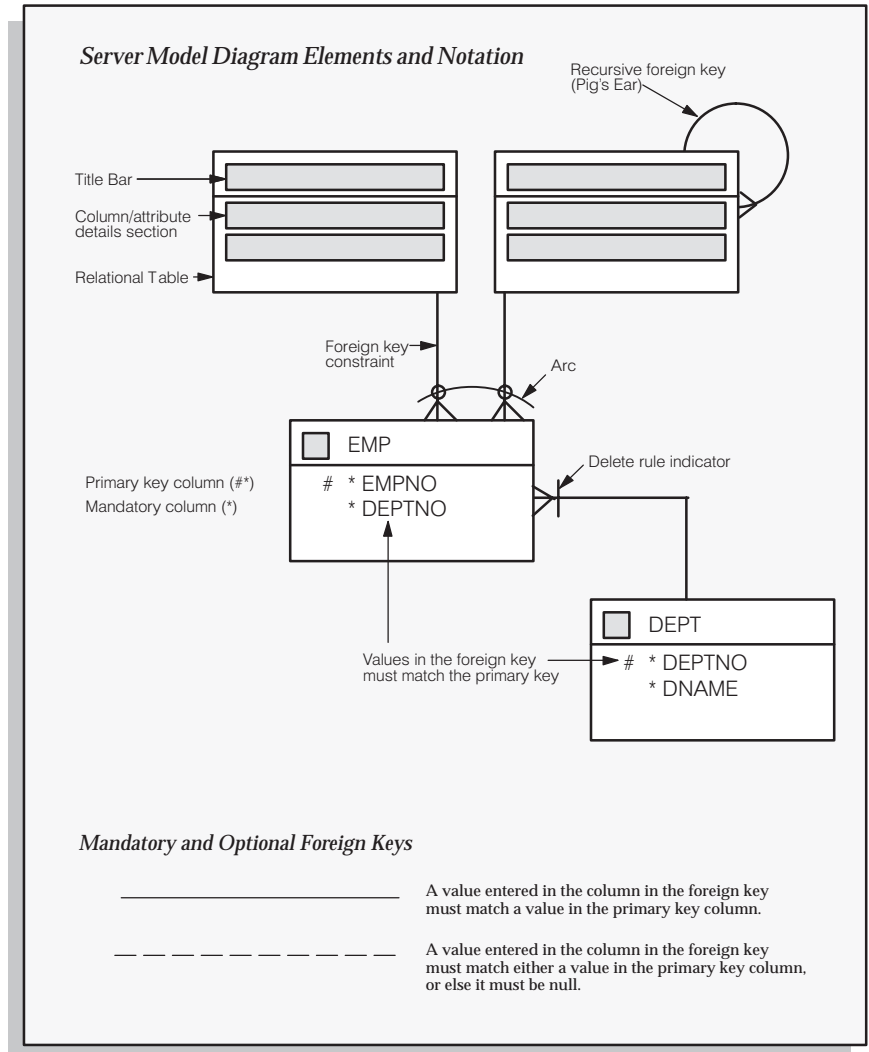 Server Model Diagram Elements and Notation
Recursive foreign key
(Pig's Ear)
Title Bar
Column/attribute
details section
Relational Table
Foreign key
constraint
Arc
EMP
Delete rule indicator
Primary key column (#*)
# * EMPNO
Mandatory column (*)
* DEPTNO
DEPT
Values in the foreign key
must match the primary key
# * DEPTNO
* DNAME
Mandatory and Optional Foreign Keys
A value entered in the column in the foreign key
must match a value in the primary key column.
A value entered in the column in the foreign key
must match either a value in the primary key column,
or else it must be null.